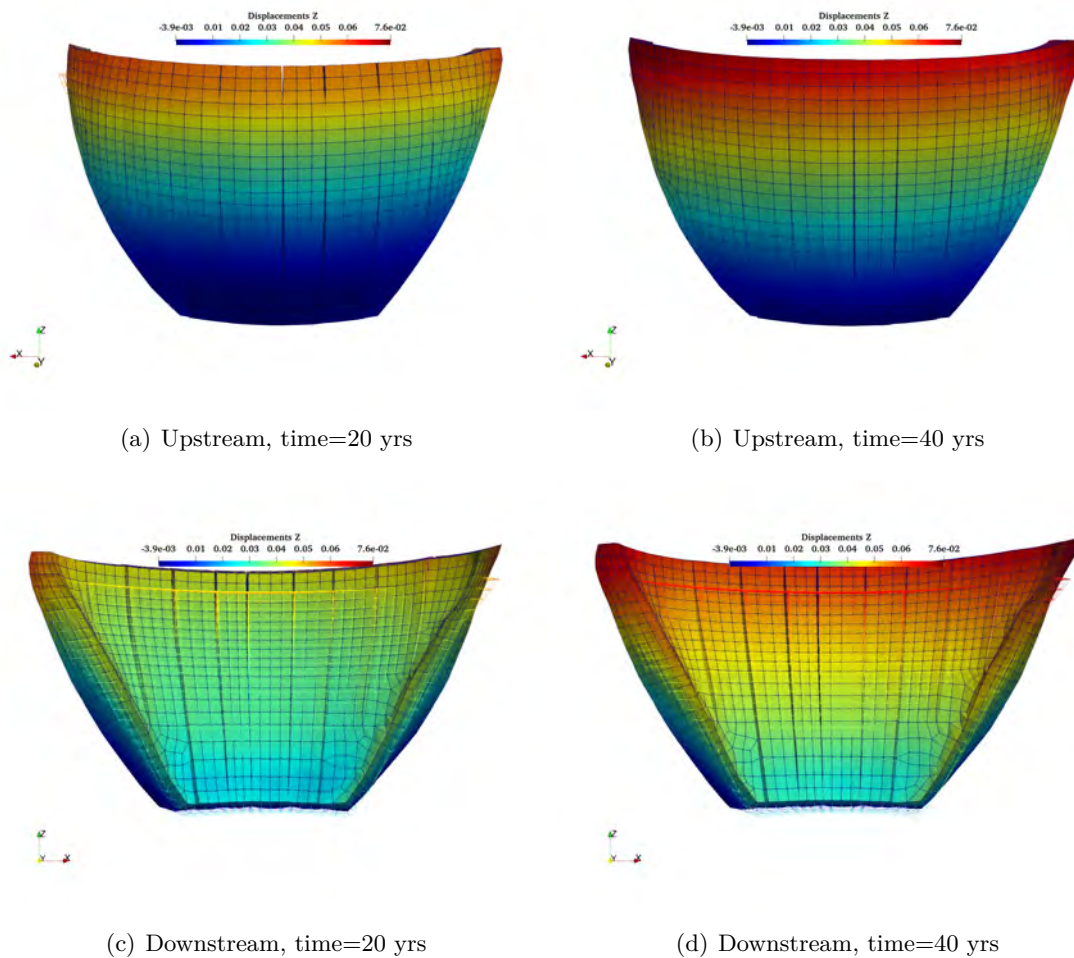 Displacements Z
-3.9e-03 0.01 0.02 0.03 0.04 0.05 0.06 7.6e-02
Displacements Z
-3.9e-03 0.01 0.02 0.03 0.04 0.05 0.06 7.6e-02
Z
X
Y
Z
X
Y
(a) Upstream, time=20 yrs
(b) Upstream, time=40 yrs
Displacements Z
-3.9e-03 0.01 0.02 0.03 0.04 0.05 0.06 7.6e-02
Displacements Z
-3.9e-03 0.01 0.02 0.03 0.04 0.05 0.06 7.6e-02
Z
Y X
Z
Y X
(c) Downstream, time=20 yrs
(d) Downstream, time=40 yrs